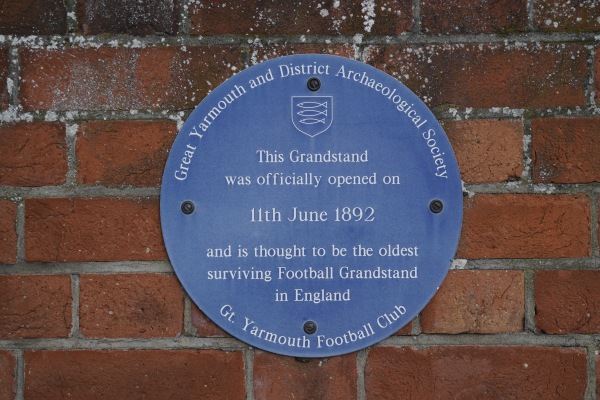 Great Yarmouth and District Archaeological Society
This Grandstand
was officially opened on
11th June 1892
and is thought to be the oldest
surviving Football Grandstand
in England
Gt. Yarmouth Football Club